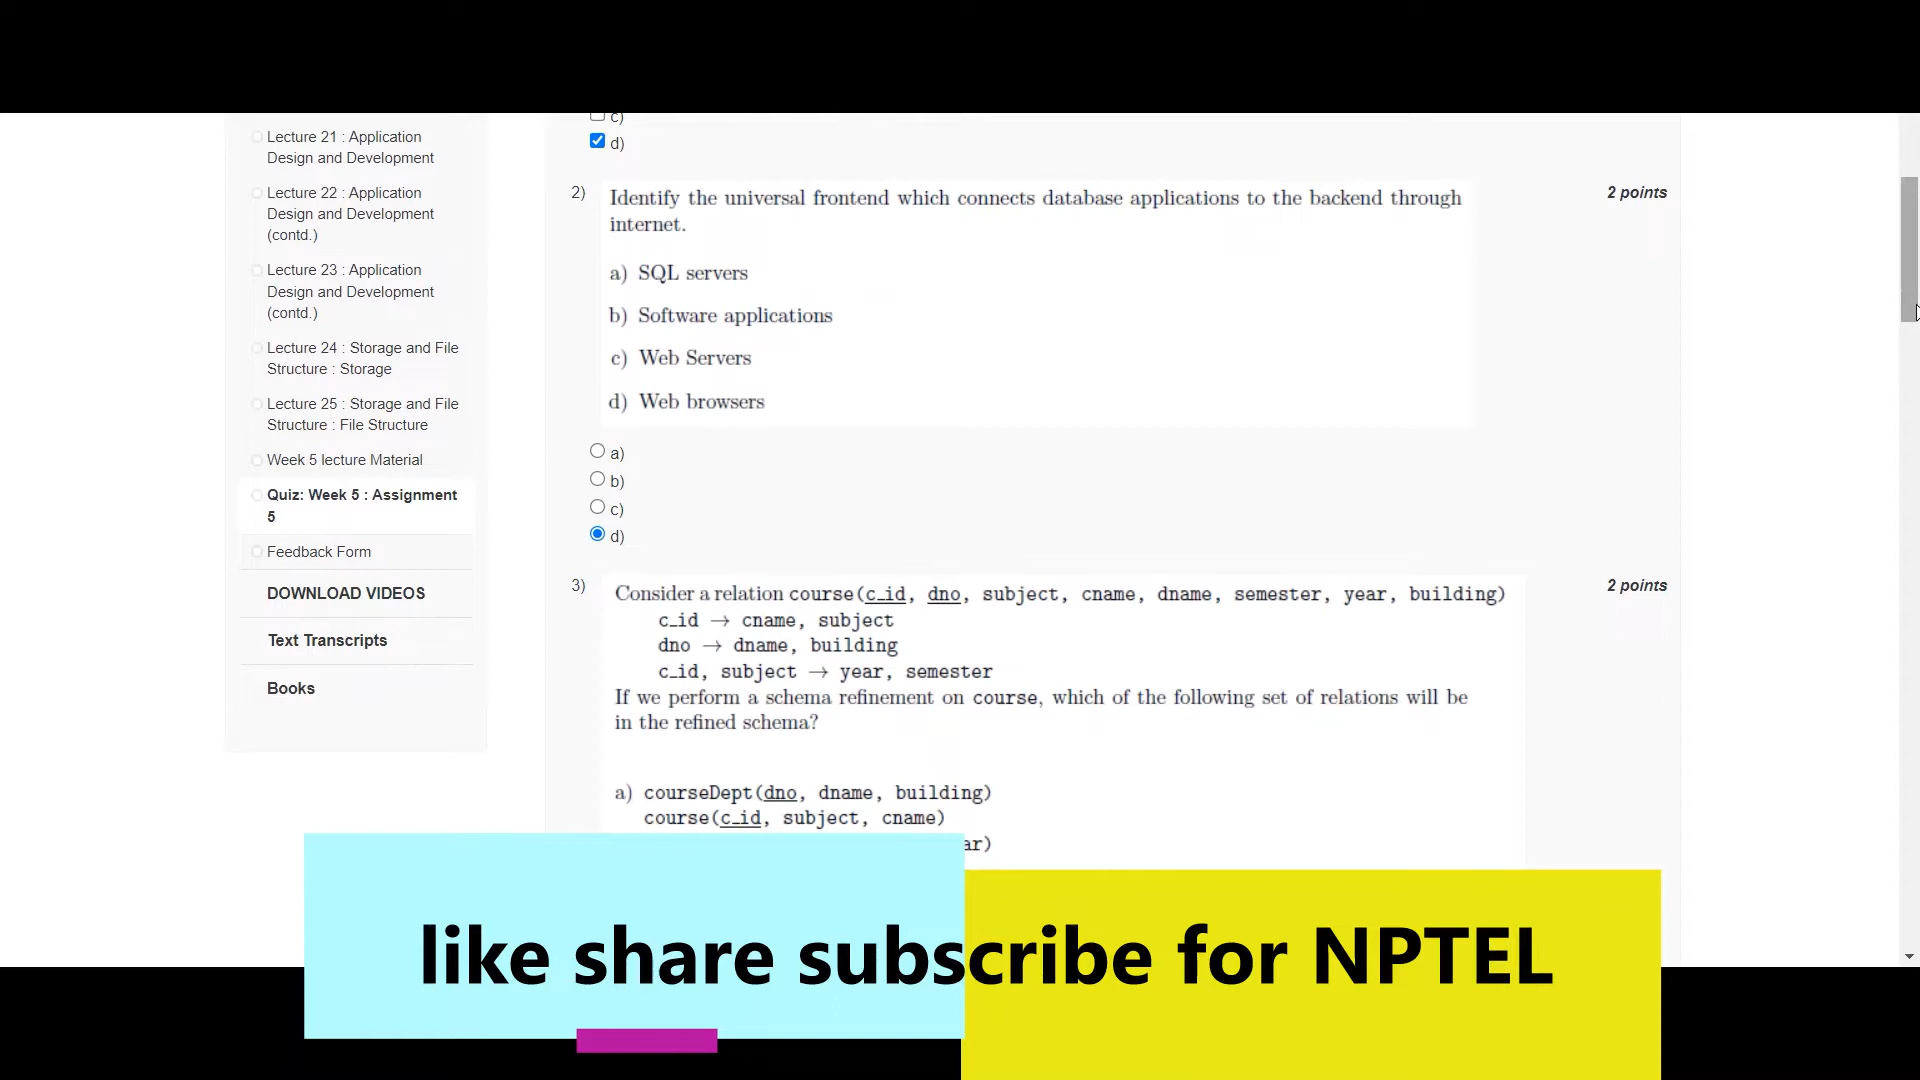 c)
d)
Lecture 21 : Application
Design and Development
Lecture 22 : Application
Design and Development
(contd.)
Lecture 23 : Application
Design and Development
(contd.)
Lecture 24 : Storage and File
Structure : Storage
Lecture 25 : Storage and File
Structure : File Structure
Week 5 lecture Material
Quiz: Week 5 : Assignment
5
Feedback Form
DOWNLOAD VIDEOS
Text Transcripts
Books
2)
2 points
Identify the universal frontend which connects database applications to the backend through
internet.
a) SQL servers
b) Software applications
c) Web Servers
d) Web browsers
a)
b)
c)
d)
3)
2 points
Consider a relation course(c_id, dno, subject, cname, dname, semester, year, building)
c_id → cname, subject
dno → dname, building
c_id, subject → year, semester
If we perform a schema refinement on course, which of the following set of relations will be
in the refined schema?
a) courseDept(dno, dname, building)
course(c_id, subject, cname)
ar)
like share subscribe for NPTEL